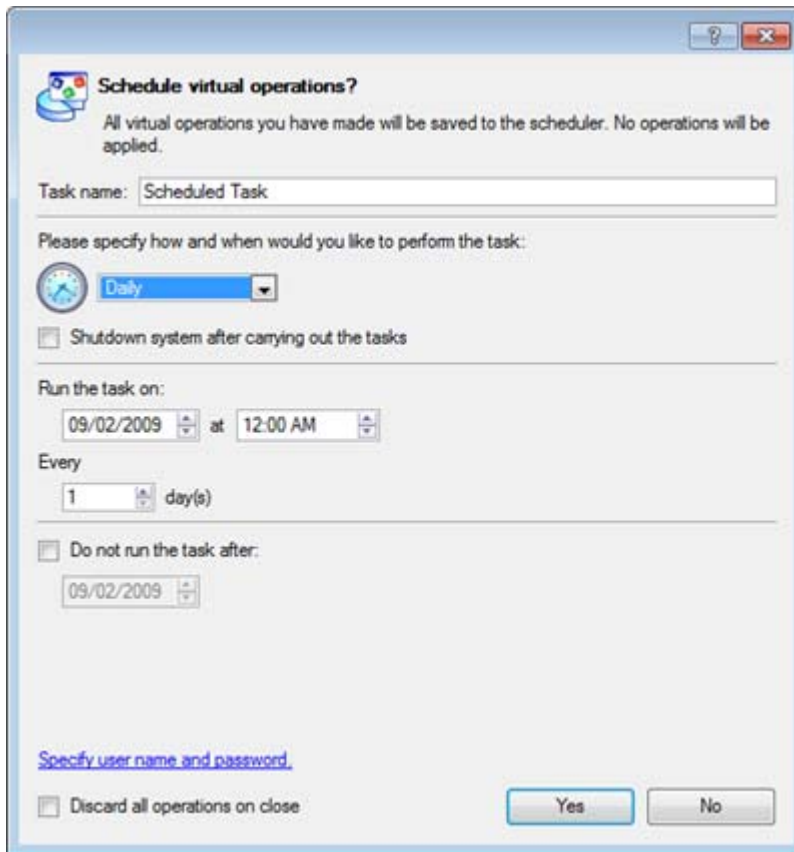 Schedule virtual operations?
All virtual operations you have made will be saved to the scheduler. No operations will be
applied.
Task name: Scheduled Task
Please specify how and when would you like to perform the task:
Daily
Shutdown system after carrying out the tasks
Run the task on:
09/02/2009 at 12:00 AM
Every
1 day(s)
Do not run the task after:
09/02/2009
Specify user name and password.
Discard all operations on close Yes No